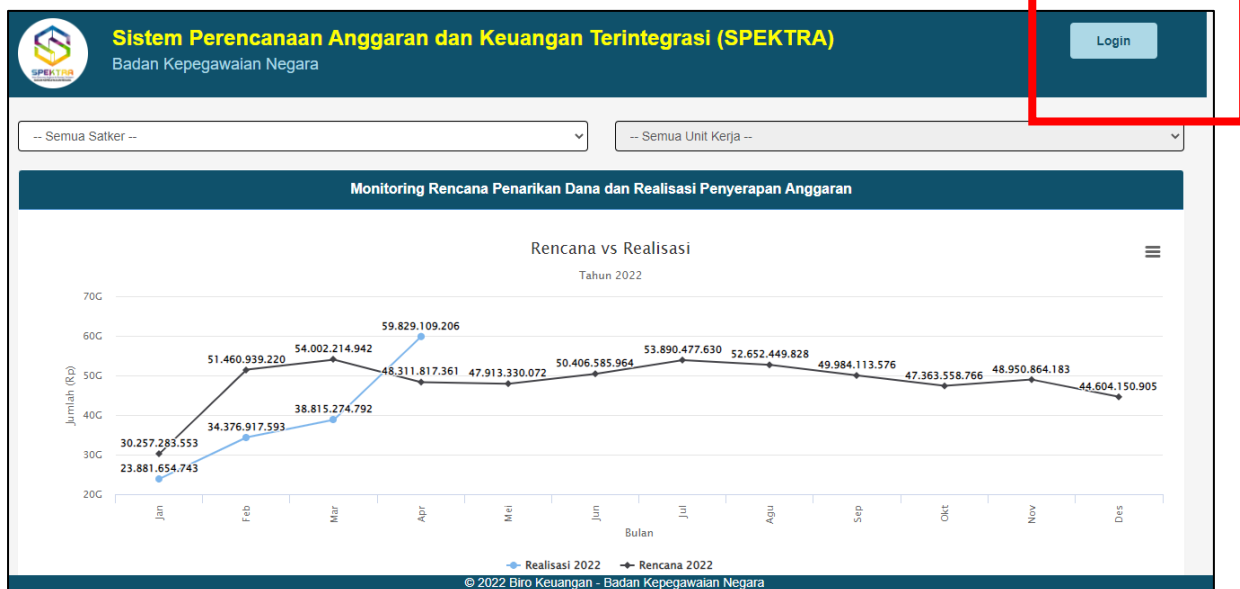 Sistem Perencanaan Anggaran dan Keuangan Terintegrasi (SPEKTRA)
Badan Kepegawaian Negara
SPEKTRA
Login
-- Semua Satker --
-- Semua Unit Kerja --
Monitoring Rencana Penarikan Dana dan Realisasi Penyerapan Anggaran
Rencana vs Realisasi
Tahun 2022
Jumlah (Rp)
70G
60G
50G
40G
30G
20G
59.829.109.206
54.002.214.942
51.460.939.220
48.311.817.361
47.913.330.072
50.406.585.964
53.890.477.630
52.652.449.828
49.984.113.576
47.363.558.766
48.950.864.183
44.604.150.905
38.815.274.792
34.376.917.593
30.257.283.553
23.881.654.743
Jan
Feb
Mar
Apr
Mei
Jun
Jul
Agu
Sep
Okt
Nov
Des
Bulan
Realisasi 2022
Rencana 2022
© 2022 Biro Keuangan - Badan Kepegawaian Negara